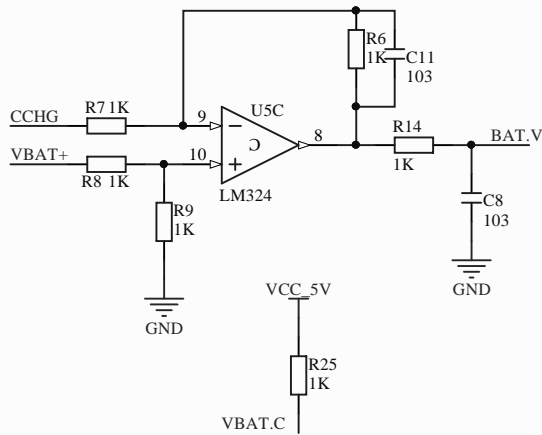 R6
1K
C11
103
CCHG
R7 1K
9
U5C
8
R14
1K
BAT.V
VBAT+
R8 1K
10
LM324
R9
1K
C8
103
GND
GND
VCC_5V
R25
1K
VBAT.C